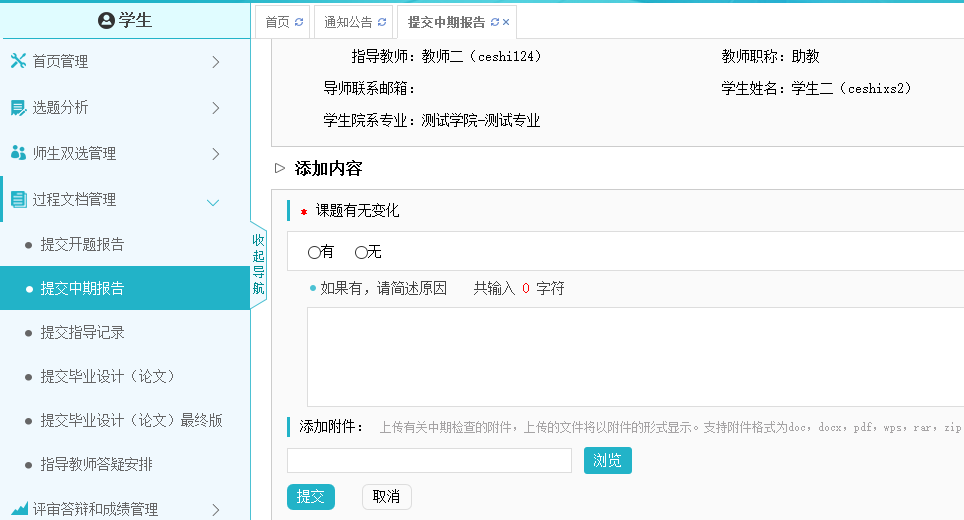 学生
首页管理
选题分析
师生双选管理
过程文档管理
提交开题报告
提交中期报告
提交指导记录
提交毕业设计（论文）
提交毕业设计（论文）最终版
指导教师答疑安排
评审答辩和成绩管理
收起导航
首页 通知公告 提交中期报告
指导教师：教师二（ceshi124） 教师职称：助教
导师联系邮箱： 学生姓名：学生二（ceshixs2）
学生院系专业：测试学院-测试专业
添加内容
* 课题有无变化
有 无
如果有，请简述原因 共输入 0 字符
添加附件： 上传有关中期检查的附件，上传的文件将以附件的形式显示。支持附件格式为doc，docx，pdf，wps，rar，zip
浏览
提交 取消